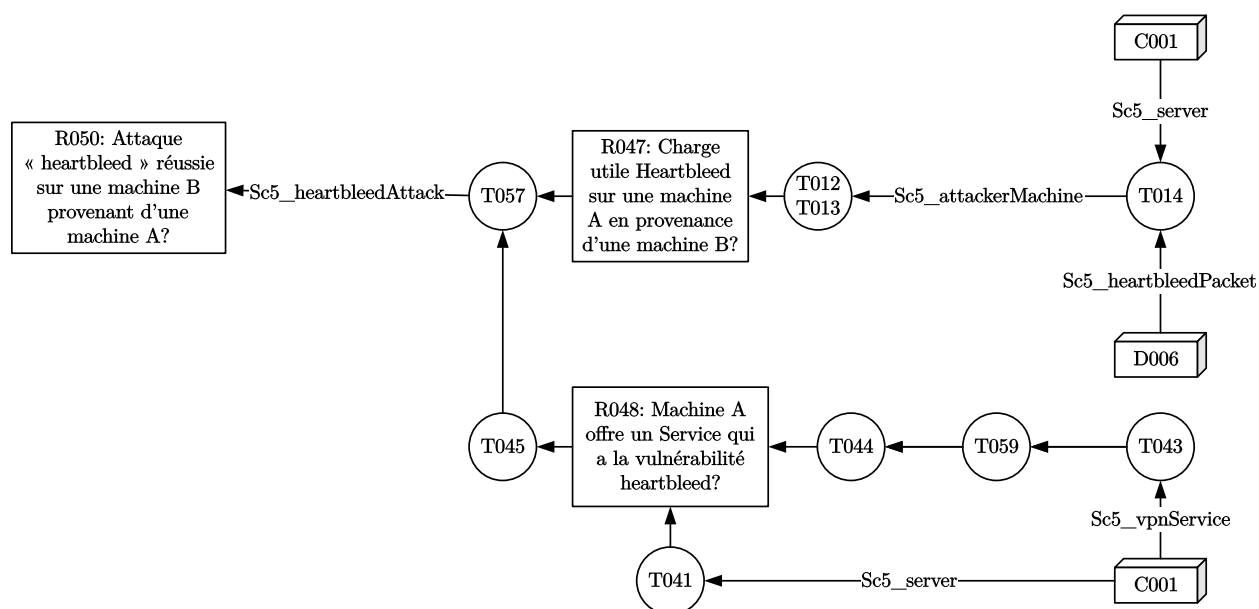 C001
Sc5_server
R050: Attaque
« heartbleed » réussie
sur une machine B
provenant d'une
machine A?
Sc5_heartbleedAttack
T057
R047: Charge
utile Heartbleed
sur une machine
A en provenance
d'une machine B?
T012
T013
Sc5_attackerMachine
T014
Sc5_heartbleedPacket
D006
T045
R048: Machine A
offre un Service qui
a la vulnérabilité
heartbleed?
T044
T059
T043
Sc5_vpnService
T041
Sc5_server
C001